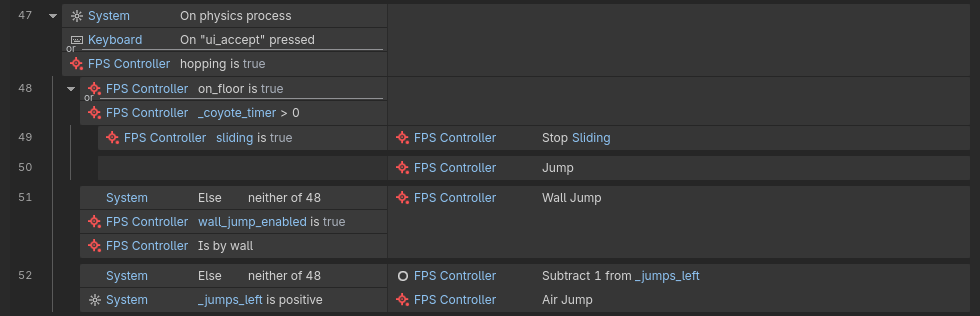 47 System On physics process
Keyboard On "ui_accept" pressed
or
FPS Controller hopping is true
48 FPS Controller on_floor is true
or
FPS Controller _coyote_timer > 0
49 FPS Controller sliding is true FPS Controller Stop Sliding
50 FPS Controller Jump
51 System Else neither of 48 FPS Controller Wall Jump
FPS Controller wall_jump_enabled is true
FPS Controller Is by wall
52 System Else neither of 48 FPS Controller Subtract 1 from _jumps_left
System _jumps_left is positive FPS Controller Air Jump